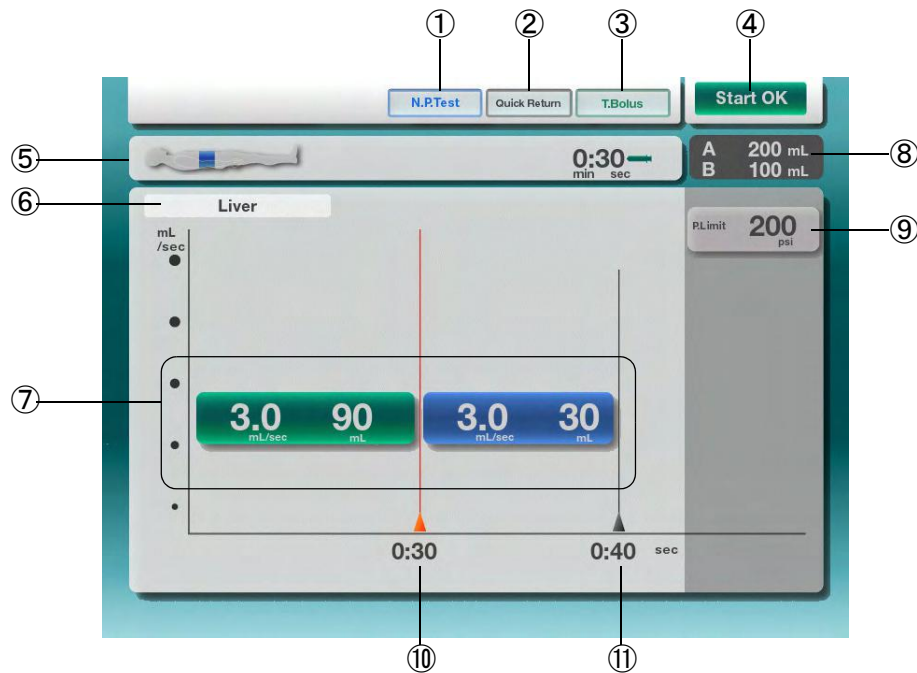 ① ② ③ ④
N.P.Test Quick Return T.Bolus Start OK
⑤ 0:30 A 200 mL ⑧
min sec B 100 mL
⑥ Liver
mL
/sec
P.Limit 200 ⑨
psi
⑦
3.0 90 3.0 30
mL/sec mL mL/sec mL
0:30 0:40 sec
⑩ ⑪